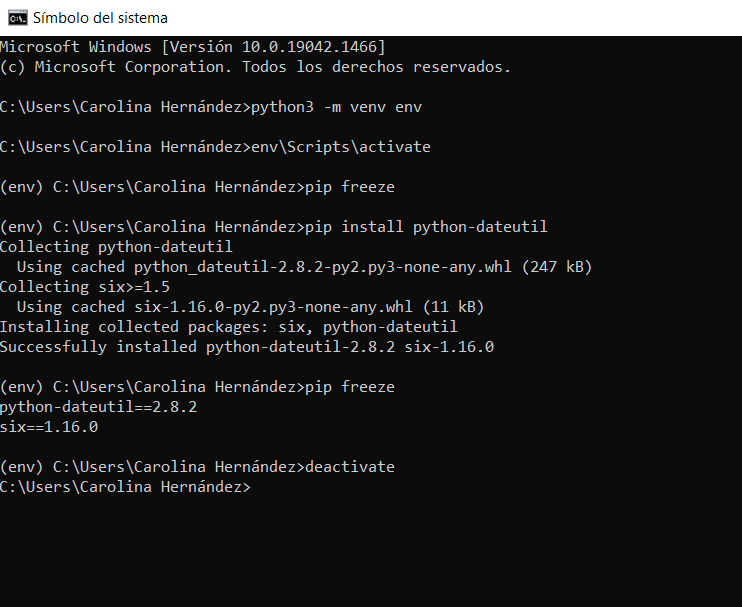 Símbolo del sistema
Microsoft Windows [Versión 10.0.19042.1466]
(c) Microsoft Corporation. Todos los derechos reservados.
C:\Users\Carolina Hernández>python3 -m venv env
C:\Users\Carolina Hernández>env\Scripts\activate
(env) C:\Users\Carolina Hernández>pip freeze
(env) C:\Users\Carolina Hernández>pip install python-dateutil
Collecting python-dateutil
  Using cached python_dateutil-2.8.2-py2.py3-none-any.whl (247 kB)
Collecting six>=1.5
  Using cached six-1.16.0-py2.py3-none-any.whl (11 kB)
Installing collected packages: six, python-dateutil
Successfully installed python-dateutil-2.8.2 six-1.16.0
(env) C:\Users\Carolina Hernández>pip freeze
python-dateutil==2.8.2
six==1.16.0
(env) C:\Users\Carolina Hernández>deactivate
C:\Users\Carolina Hernández>